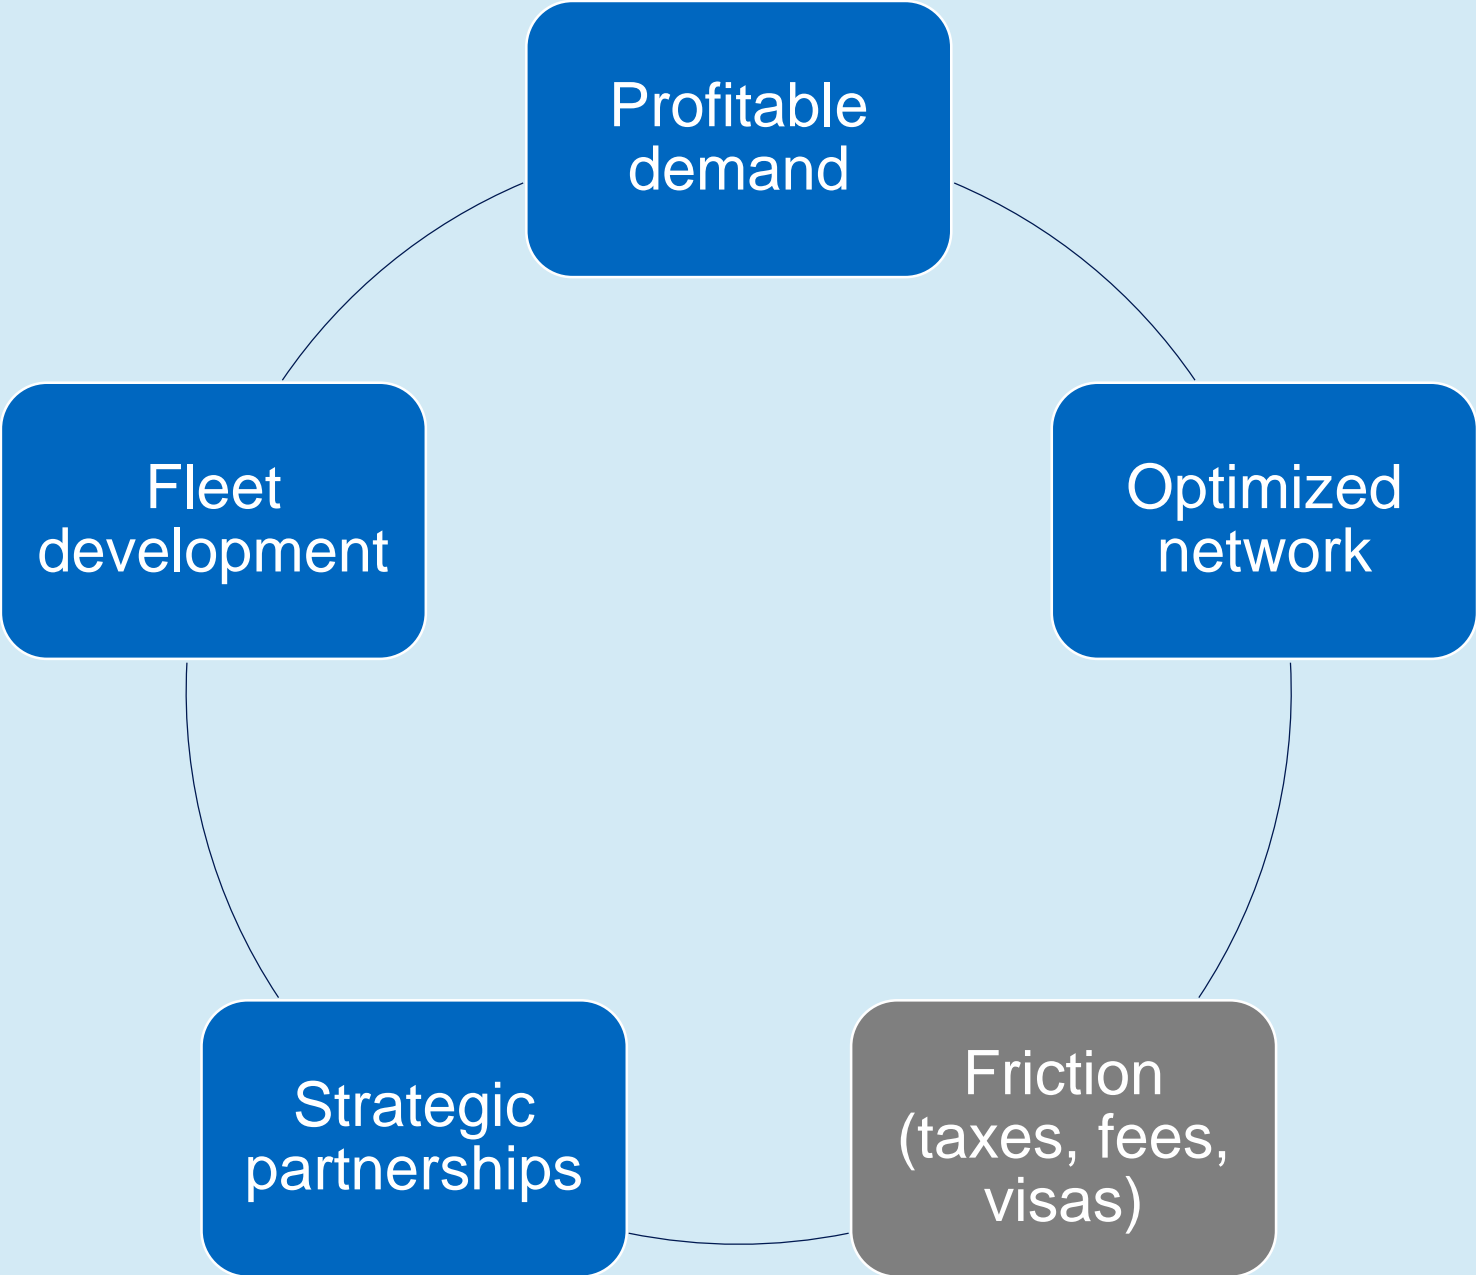 Profitable
demand
Fleet
development
Optimized
network
Strategic
partnerships
Friction
(taxes, fees,
visas)